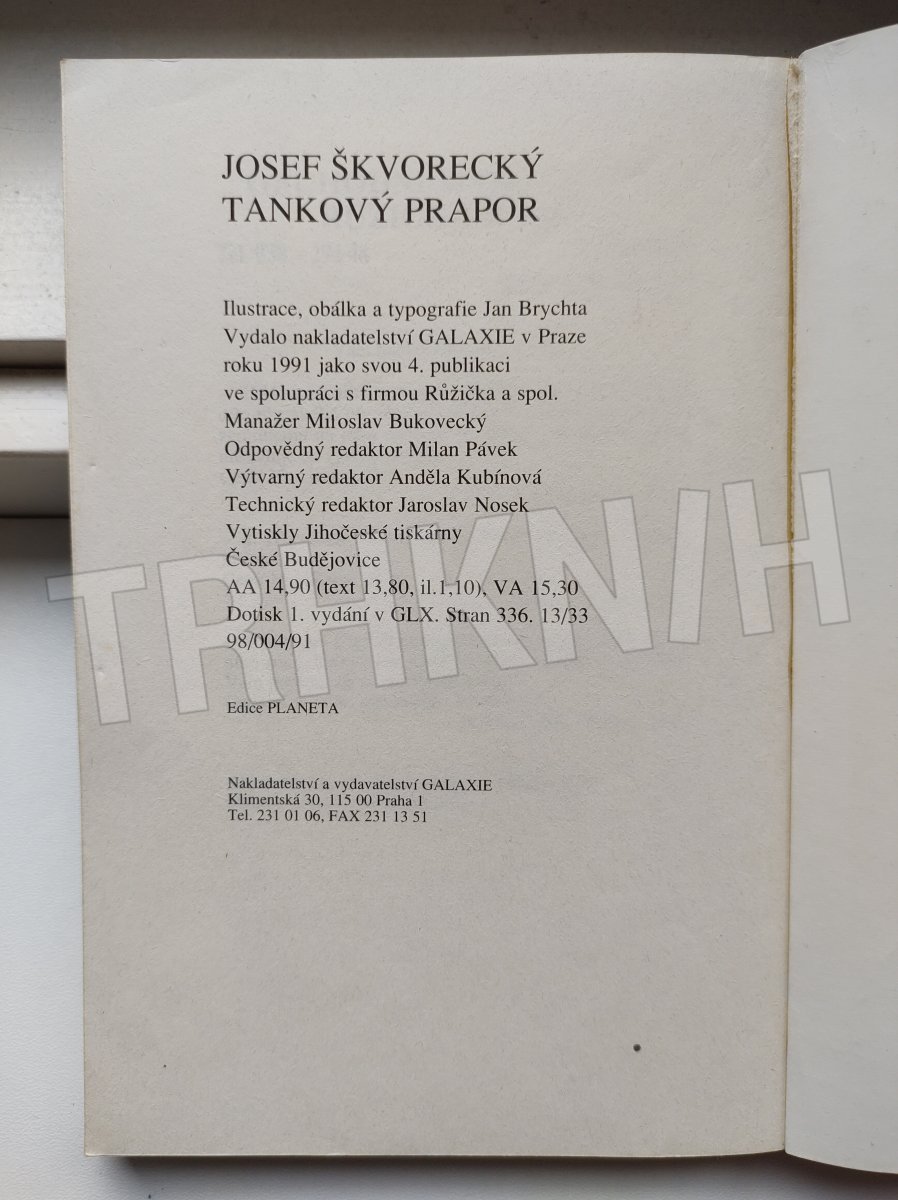 JOSEF ŠKVORECKÝ
TANKOVÝ PRAPOR
Ilustrace, obálka a typografie Jan Brychta
Vydalo nakladatelství GALAXIE v Praze
roku 1991 jako svou 4. publikaci
ve spolupráci s firmou Růžička a spol.
Manažer Miloslav Bukovecký
Odpovědný redaktor Milan Pávek
Výtvarný redaktor Anděla Kubínová
Technický redaktor Jaroslav Nosek
Vytiskly Jihočeské tiskárny
České Budějovice
AA 14,90 (text 13,80, il.1,10), VA 15,30
Dotisk 1. vydání v GLX. Stran 336. 13/33
98/004/91
Edice PLANETA
Nakladatelství a vydavatelství GALAXIE
Klimentská 30, 115 00 Praha 1
Tel. 231 01 06, FAX 231 13 51
TRHKNIH